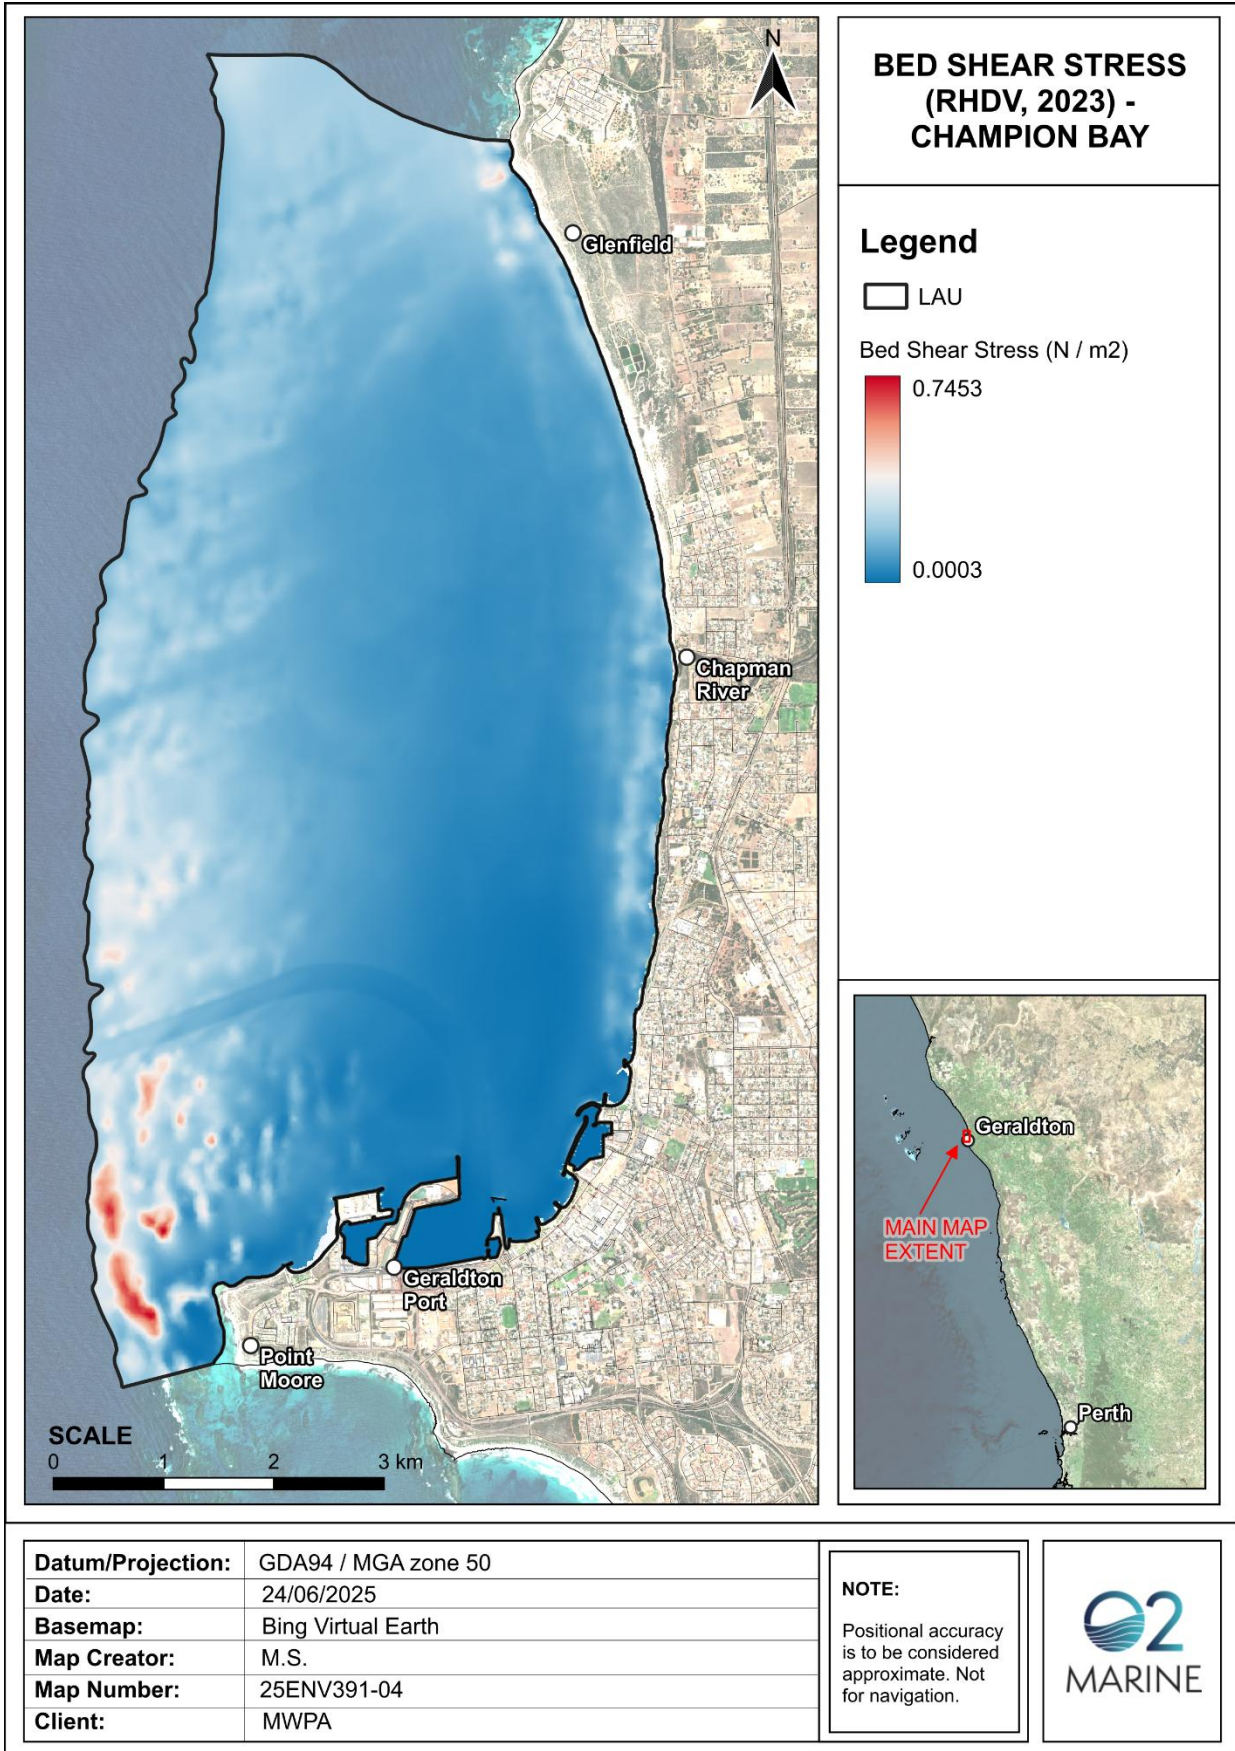 BED SHEAR STRESS
(RHDV, 2023) -
CHAMPION BAY
Legend
LAU
Bed Shear Stress (N / m2)
0.7453
0.0003
N
Glenfield
Chapman
River
Geraldton
Port
Point
Moore
SCALE
0 1 2 3 km
Geraldton
MAIN MAP
EXTENT
Perth
Datum/Projection: GDA94 / MGA zone 50
Date: 24/06/2025
Basemap: Bing Virtual Earth
Map Creator: M.S.
Map Number: 25ENV391-04
Client: MWPA
NOTE:
Positional accuracy
is to be considered
approximate. Not
for navigation.
O2
MARINE